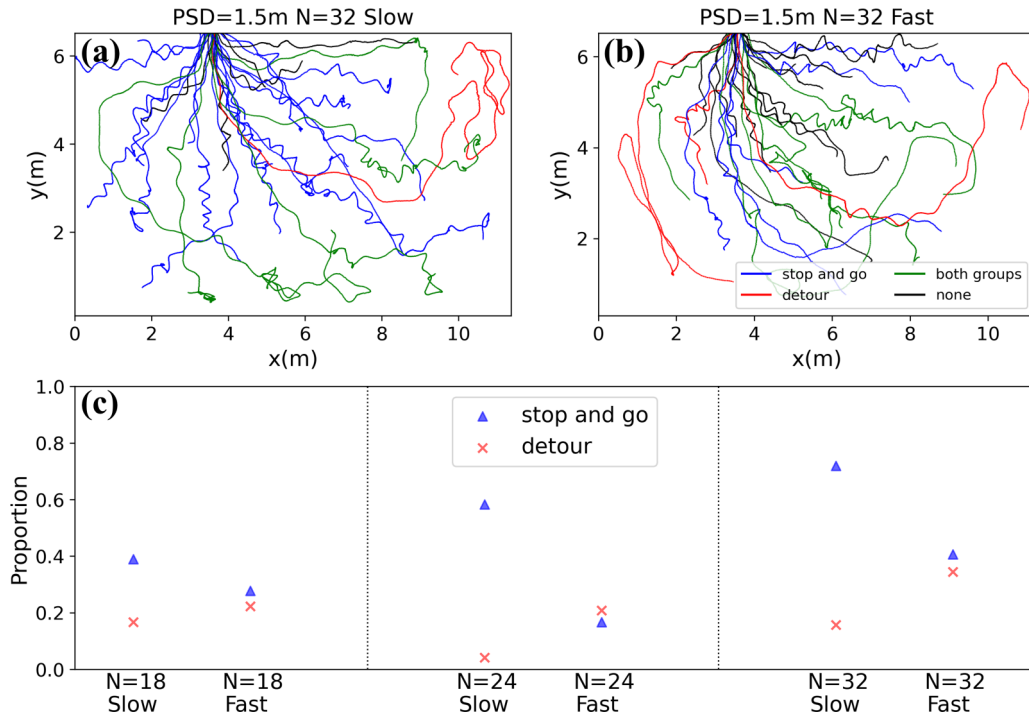 PSD=1.5m N=32 Slow
(a)
6
4
2
y(m)
0
2
4
6
8
10
x(m)
PSD=1.5m N=32 Fast
(b)
6
4
2
y(m)
0
2
4
6
8
10
x(m)
stop and go
both groups
detour
none
(c)
1.0
0.8
0.6
0.4
0.2
0.0
Proportion
stop and go
detour
N=18
Slow
N=18
Fast
N=24
Slow
N=24
Fast
N=32
Slow
N=32
Fast